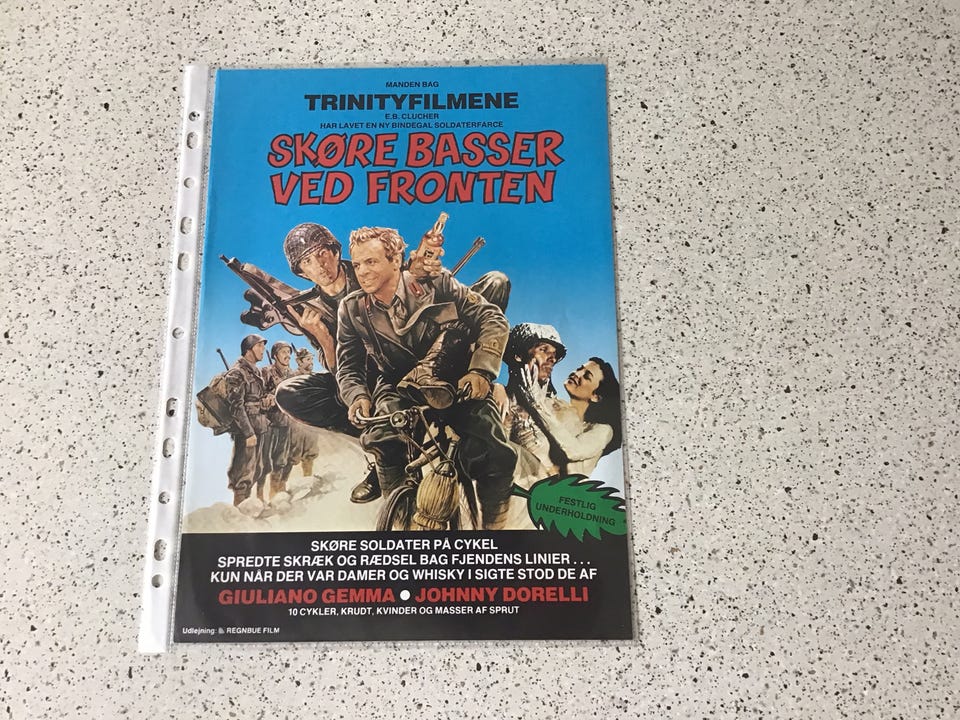 MANDEN BAG
TRINITYFILMENE
E.B. CLUCHER
HAR LAVET EN NY BINDEGAL SOLDATERFARCE
SKØRE BASSER
VED FRONTEN
FESTLIG
UNDERHOLDNING
SKØRE SOLDATER PÅ CYKEL
SPREDTE SKRÆK OG RÆDSEL BAG FJENDENS LINIER . . .
KUN NÅR DER VAR DAMER OG WHISKY I SIGTE STOD DE AF
GIULIANO GEMMA ● JOHNNY DORELLI
10 CYKLER, KRUDT, KVINDER OG MASSER AF SPRUT
Udlejning: REGNBUE FILM